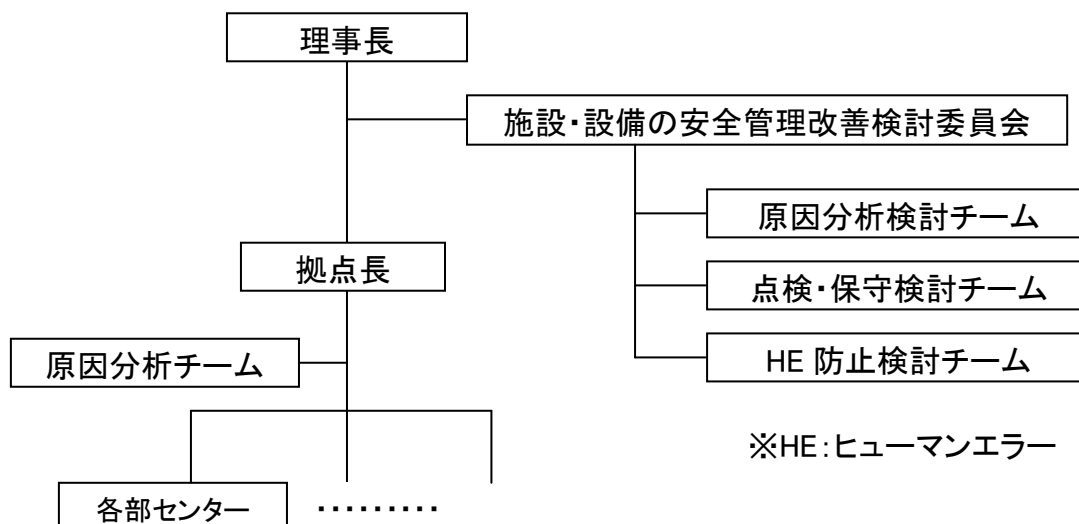 理事長
施設・設備の安全管理改善検討委員会
原因分析検討チーム
拠点長
点検・保守検討チーム
原因分析チーム
HE 防止検討チーム
※HE:ヒューマンエラー
各部センター
・・・・・・・・・